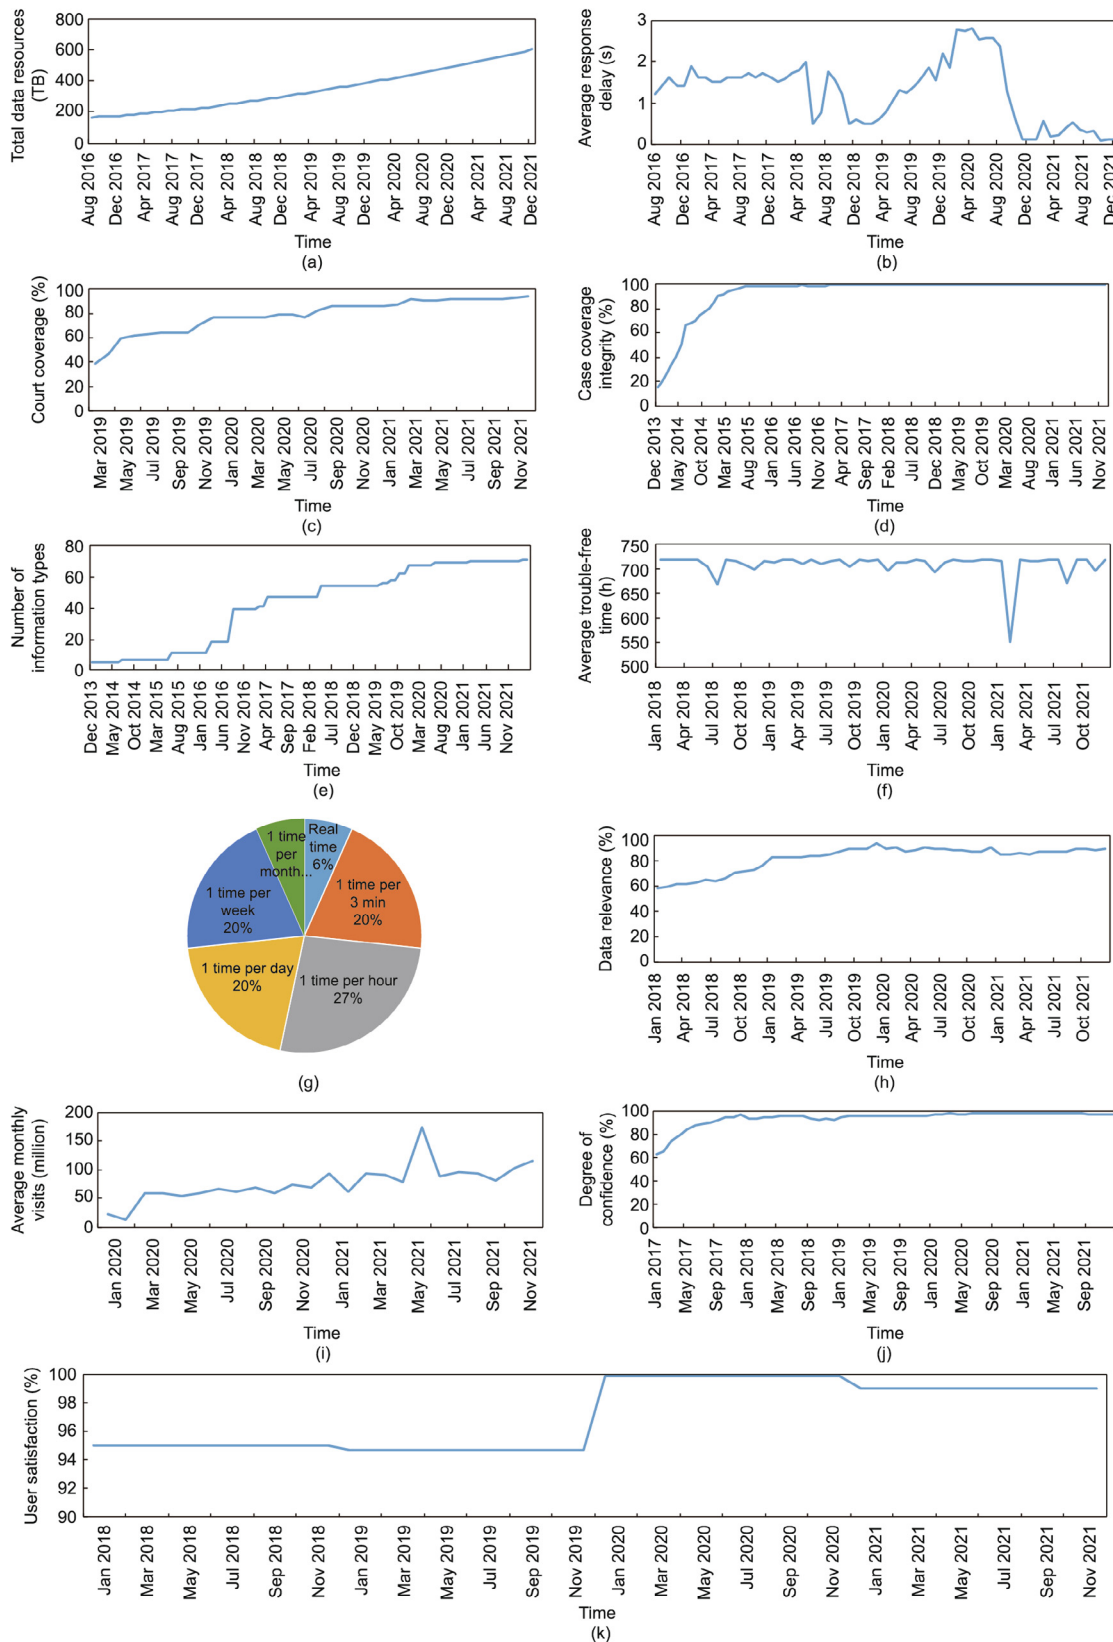 Total data resources
(TB)
800
600
400
200
0
Aug 2016
Dec 2016
Apr 2017
Aug 2017
Dec 2017
Apr 2018
Aug 2018
Dec 2018
Apr 2019
Aug 2019
Dec 2019
Apr 2020
Aug 2020
Dec 2020
Apr 2021
Aug 2021
Dec 2021
Time
(a)
Average response
delay (s)
3
2
1
0
Aug 2016
Dec 2016
Apr 2017
Aug 2017
Dec 2017
Apr 2018
Aug 2018
Dec 2018
Apr 2019
Aug 2019
Dec 2019
Apr 2020
Aug 2020
Dec 2020
Apr 2021
Aug 2021
Dec 2021
Time
(b)
Court coverage (%)
100
80
60
40
20
0
Mar 2019
May 2019
Jul 2019
Sep 2019
Nov 2019
Jan 2020
Mar 2020
May 2020
Jul 2020
Sep 2020
Nov 2020
Jan 2021
Mar 2021
May 2021
Jul 2021
Sep 2021
Nov 2021
Time
(c)
Case coverage
integrity (%)
100
80
60
40
20
0
Dec 2013
May 2014
Oct 2014
Mar 2015
Aug 2015
Jan 2016
Jun 2016
Nov 2016
Apr 2017
Sep 2017
Feb 2018
Jul 2018
Dec 2018
May 2019
Oct 2019
Mar 2020
Aug 2020
Jan 2021
Jun 2021
Nov 2021
Time
(d)
Number of
information types
80
60
40
20
0
Dec 2013
May 2014
Oct 2014
Mar 2015
Aug 2015
Jan 2016
Jun 2016
Nov 2016
Apr 2017
Sep 2017
Feb 2018
Jul 2018
Dec 2018
May 2019
Oct 2019
Mar 2020
Aug 2020
Jan 2021
Jun 2021
Nov 2021
Time
(e)
Average trouble-free
time (h)
750
700
650
600
550
500
Jan 2018
Apr 2018
Jul 2018
Oct 2018
Jan 2019
Apr 2019
Jul 2019
Oct 2019
Jan 2020
Apr 2020
Jul 2020
Oct 2020
Jan 2021
Apr 2021
Jul 2021
Oct 2021
Time
(f)
Real
time
6%
1 time per
3 min
20%
1 time per hour
27%
1 time per day
20%
1 time per
week
20%
1 time
per
month...
(g)
Data relevance (%)
100
80
60
40
20
0
Jan 2018
Apr 2018
Jul 2018
Oct 2018
Jan 2019
Apr 2019
Jul 2019
Oct 2019
Jan 2020
Apr 2020
Jul 2020
Oct 2020
Jan 2021
Apr 2021
Jul 2021
Oct 2021
Time
(h)
Average monthly
visits (million)
200
150
100
50
0
Jan 2020
Mar 2020
May 2020
Jul 2020
Sep 2020
Nov 2020
Jan 2021
Mar 2021
May 2021
Jul 2021
Sep 2021
Nov 2021
Time
(i)
Degree of
confidence (%)
100
80
60
40
20
0
Jan 2017
May 2017
Sep 2017
Jan 2018
May 2018
Sep 2018
Jan 2019
May 2019
Sep 2019
Jan 2020
May 2020
Sep 2020
Jan 2021
May 2021
Sep 2021
Time
(j)
User satisfaction (%)
100
98
96
94
92
90
Jan 2018
Mar 2018
May 2018
Jul 2018
Sep 2018
Nov 2018
Jan 2019
Mar 2019
May 2019
Jul 2019
Sep 2019
Nov 2019
Jan 2020
Mar 2020
May 2020
Jul 2020
Sep 2020
Nov 2020
Jan 2021
Mar 2021
May 2021
Jul 2021
Sep 2021
Nov 2021
Time
(k)